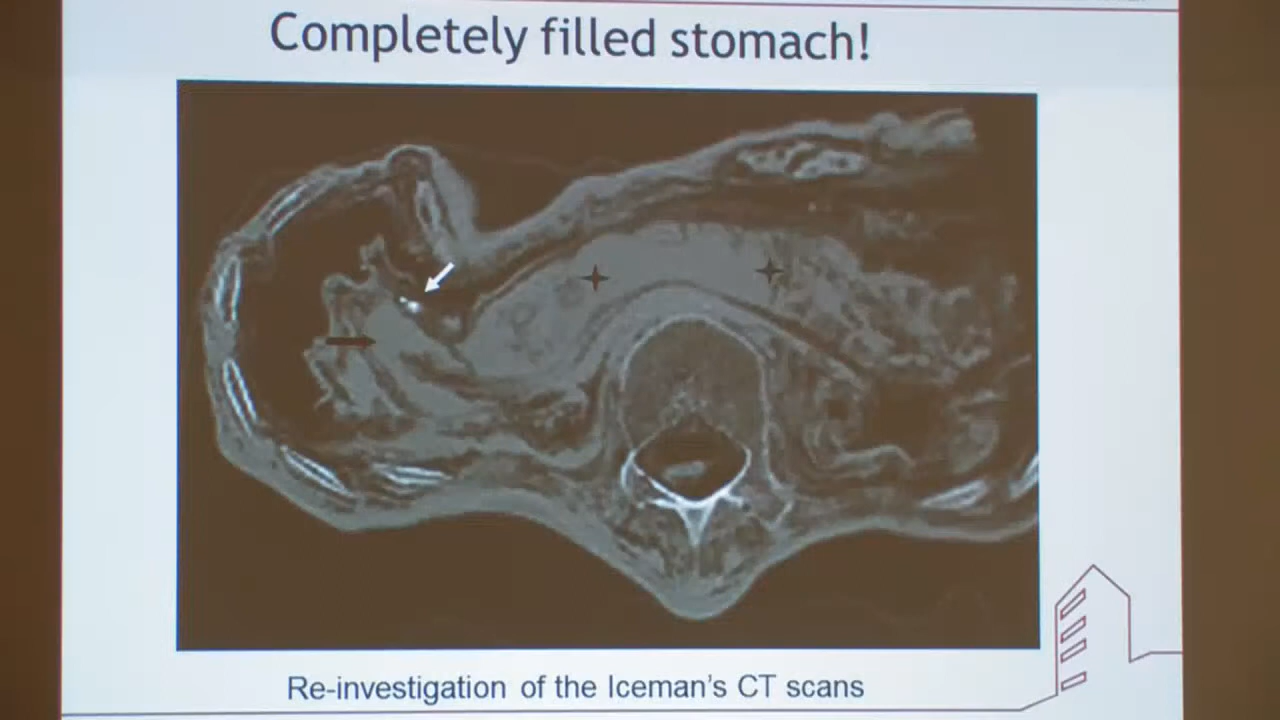 Completely filled stomach!
Re-investigation of the Iceman's CT scans